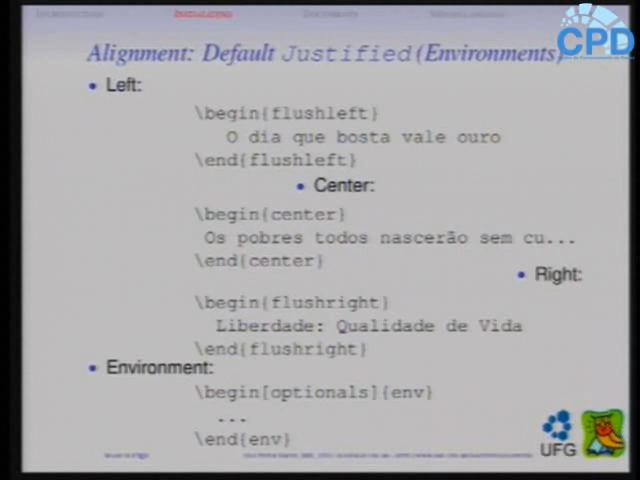 CPD
Alignment: Default Justified (Environments)
• Left:
\begin{flushleft}
O dia que bosta vale ouro
\end{flushleft}
• Center:
\begin{center}
Os pobres todos nascerão sem cu...
\end{center}
• Right:
\begin{flushright}
Liberdade: Qualidade de Vida
\end{flushright}
• Environment:
\begin[optionals]{env}
...
\end{env}
UFG